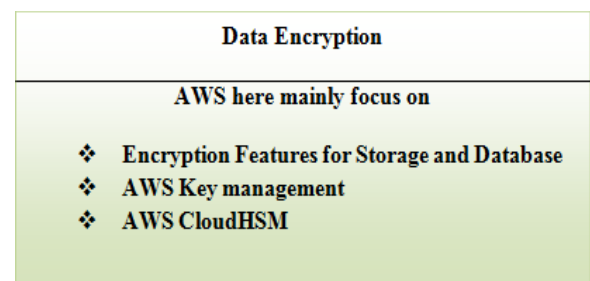 Data Encryption
AWS here mainly focus on
❖ Encryption Features for Storage and Database
❖ AWS Key management
❖ AWS CloudHSM